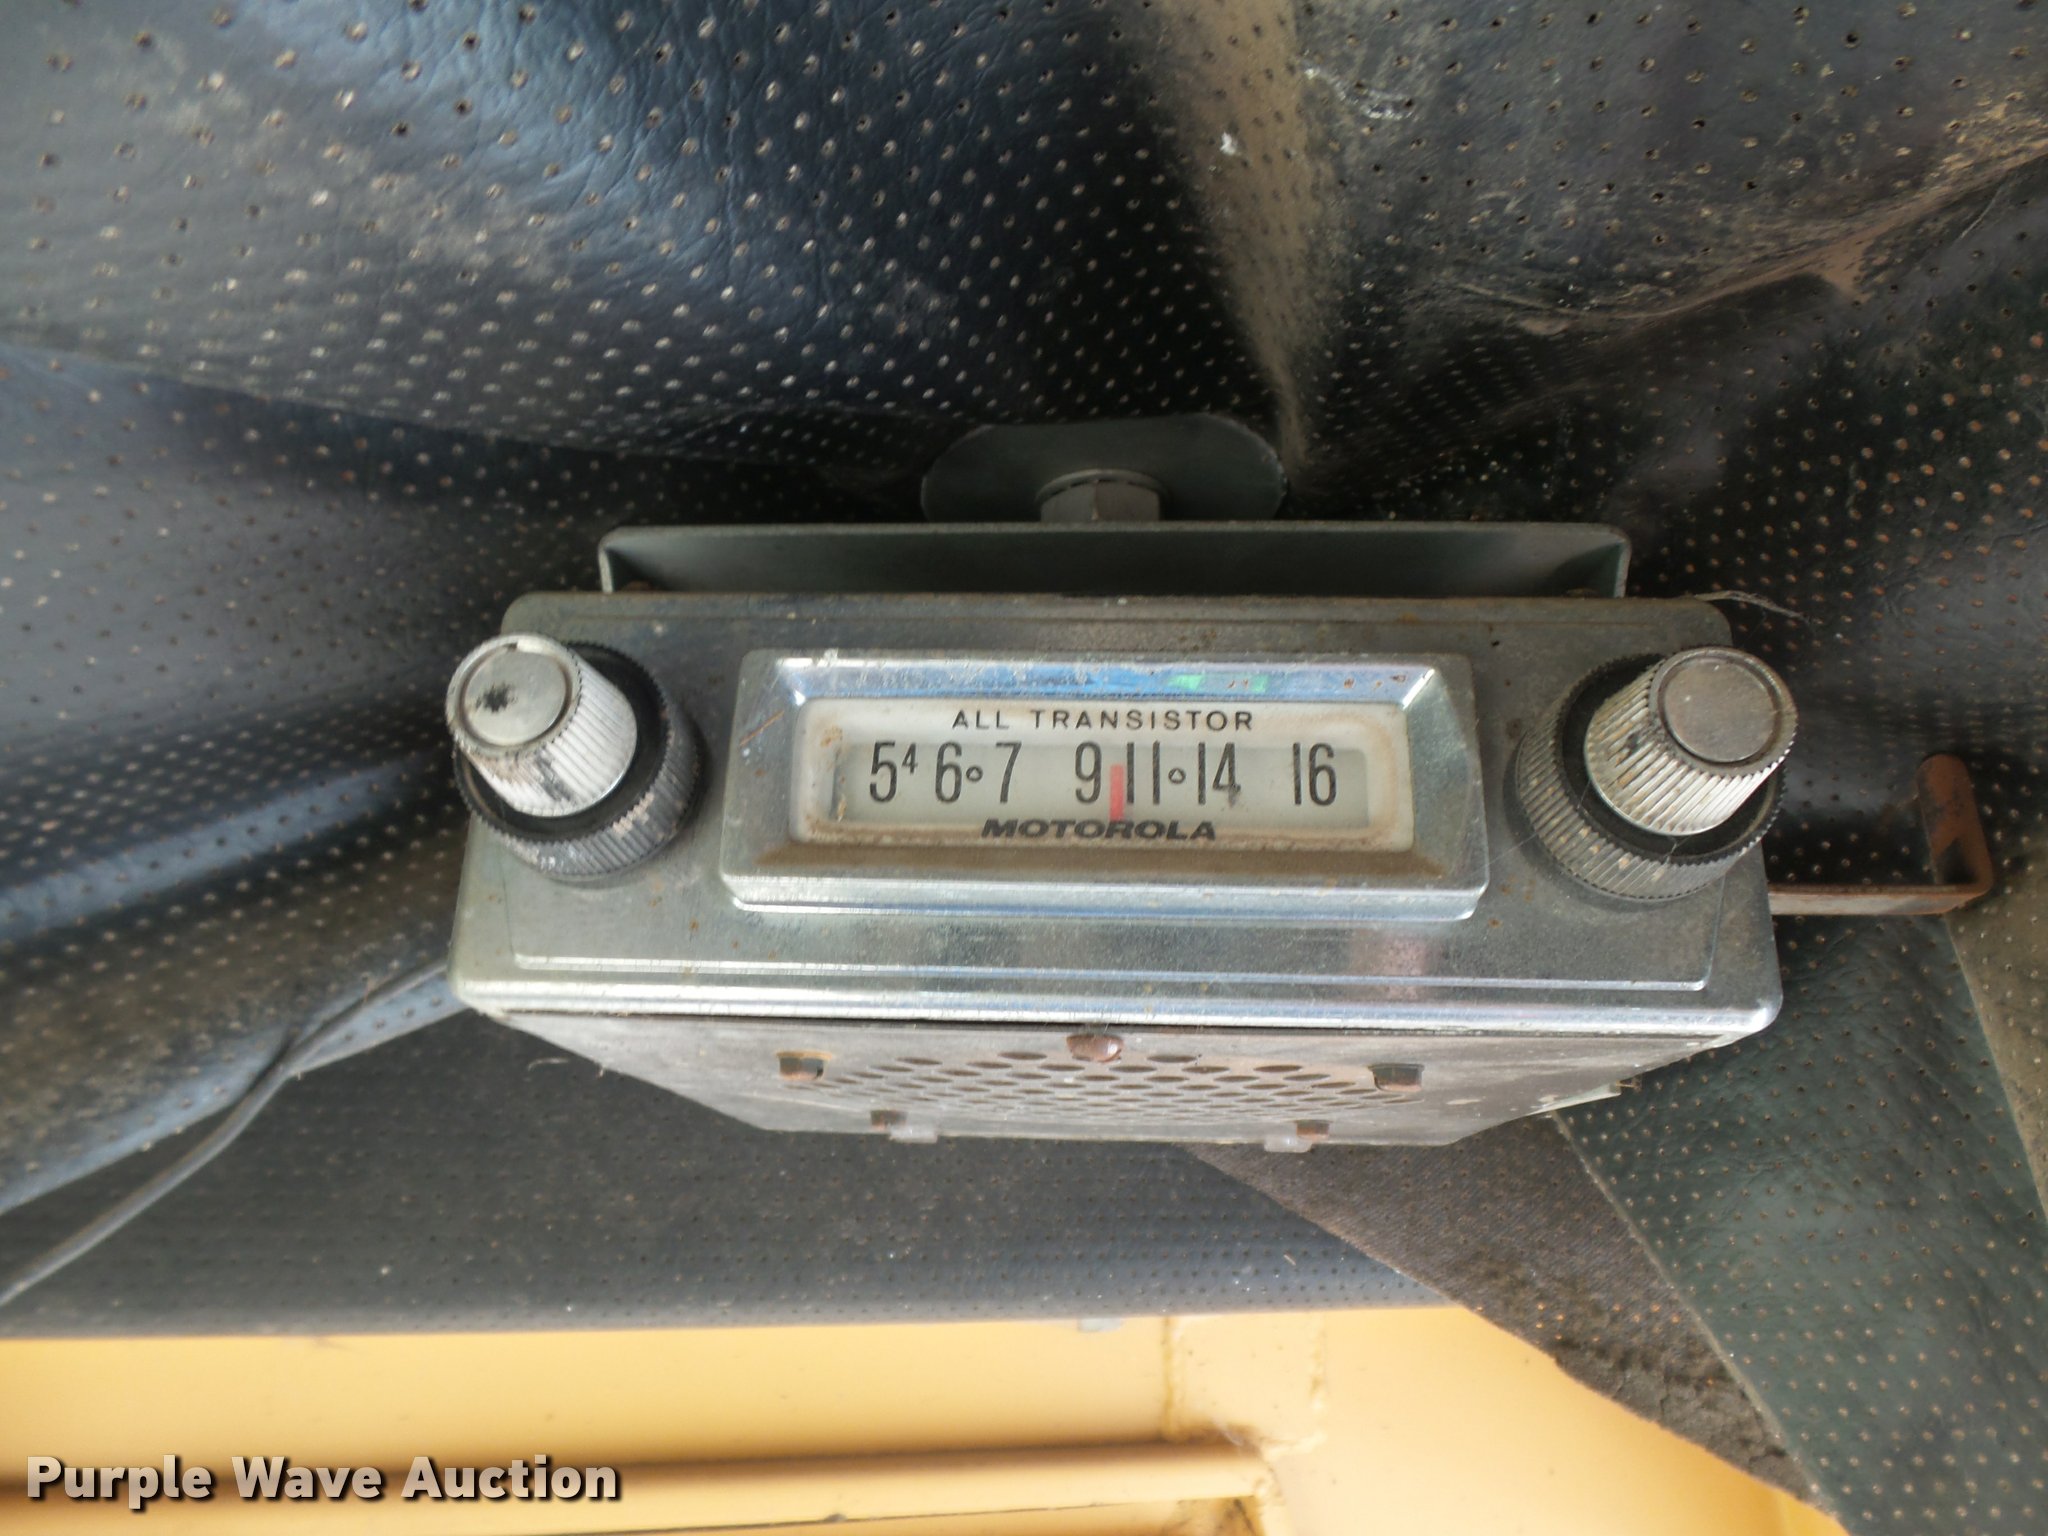 ALL TRANSISTOR
5⁴ 6∘7 9 11∘14 16
MOTOROLA
Purple Wave Auction